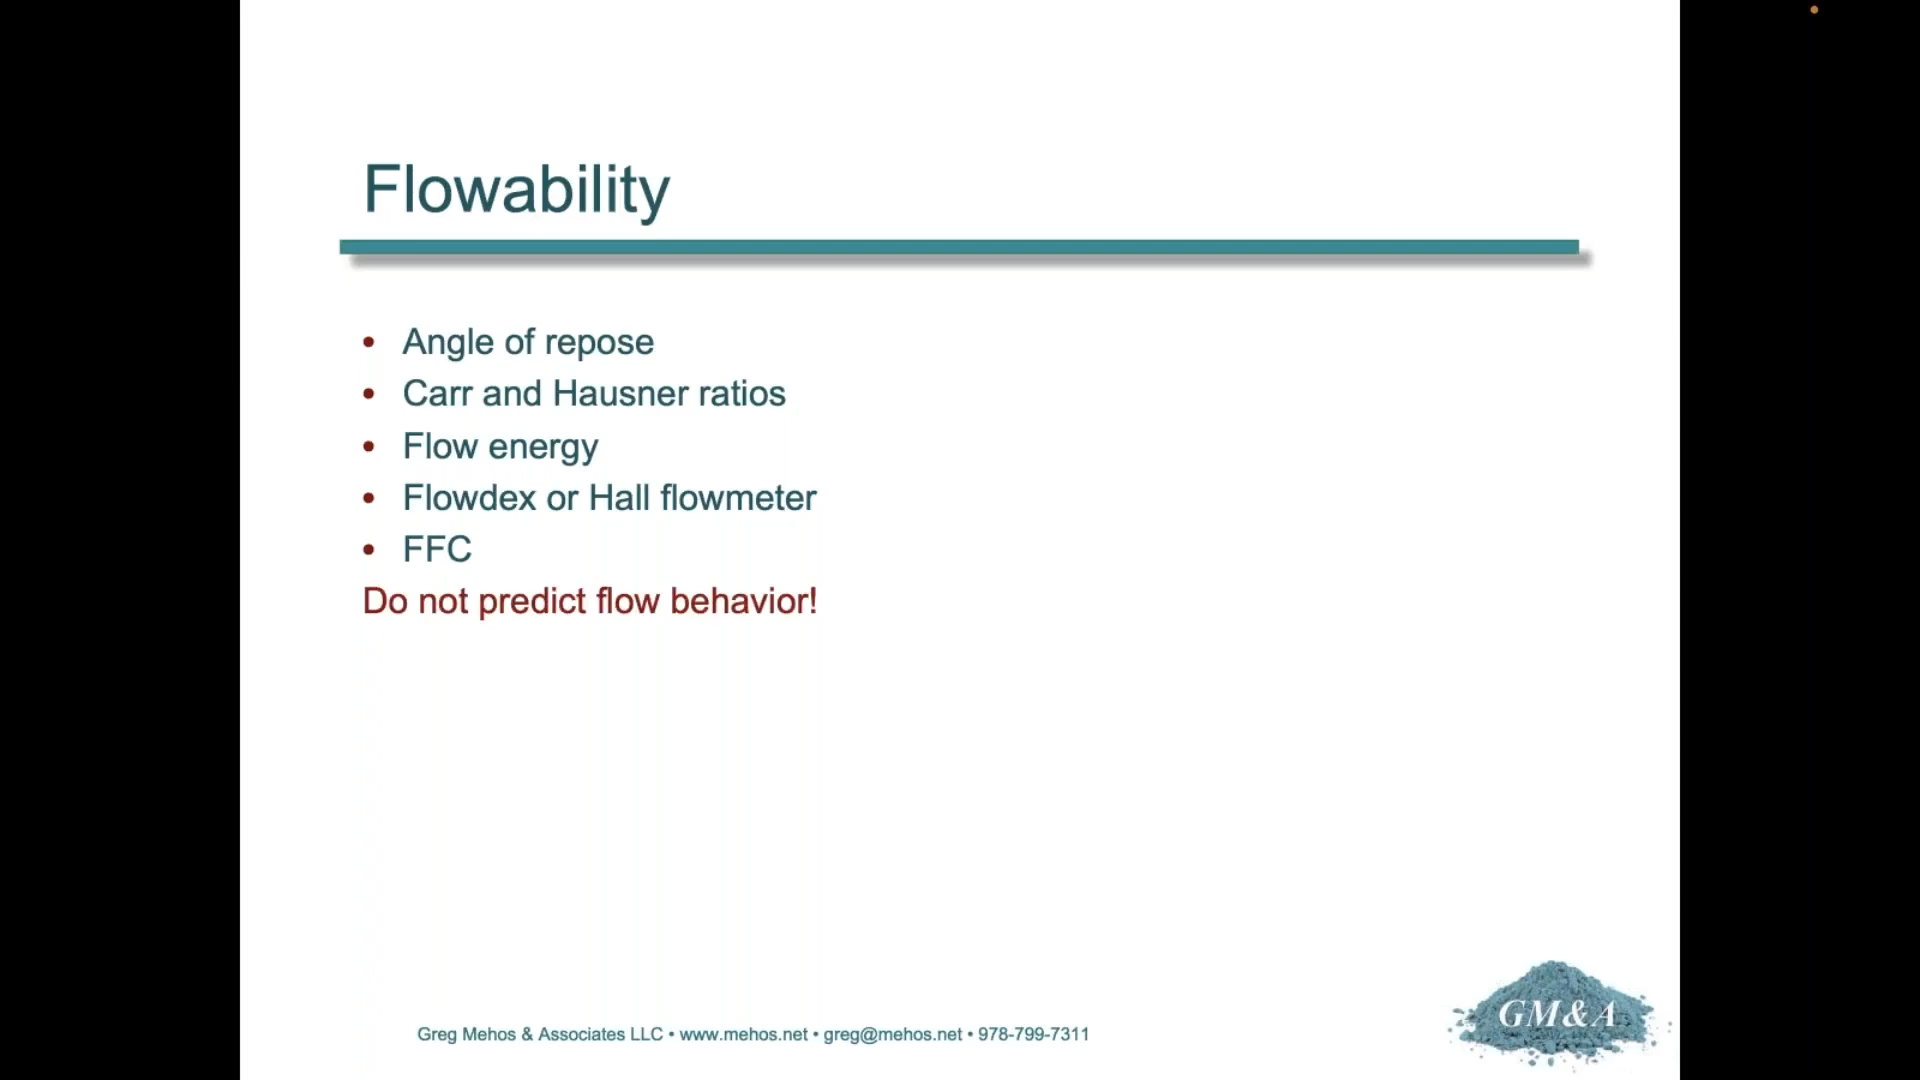 Flowability
• Angle of repose
• Carr and Hausner ratios
• Flow energy
• Flowdex or Hall flowmeter
• FFC
Do not predict flow behavior!
Greg Mehos & Associates LLC • www.mehos.net • greg@mehos.net • 978-799-7311
GM&A